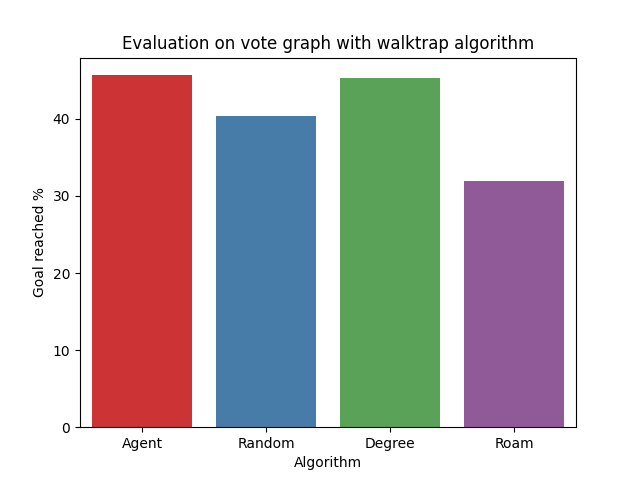 Evaluation on vote graph with walktrap algorithm
Goal reached %
40
30
20
10
0
Agent Random Degree Roam
Algorithm